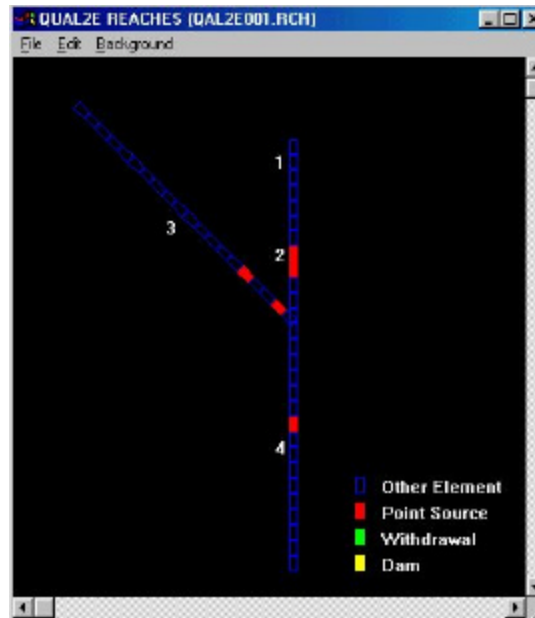 QUAL2E REACHES (QAL2E001.RCH)
File Edit Background
1
2
3
4
Other Element
Point Source
Withdrawal
Dam